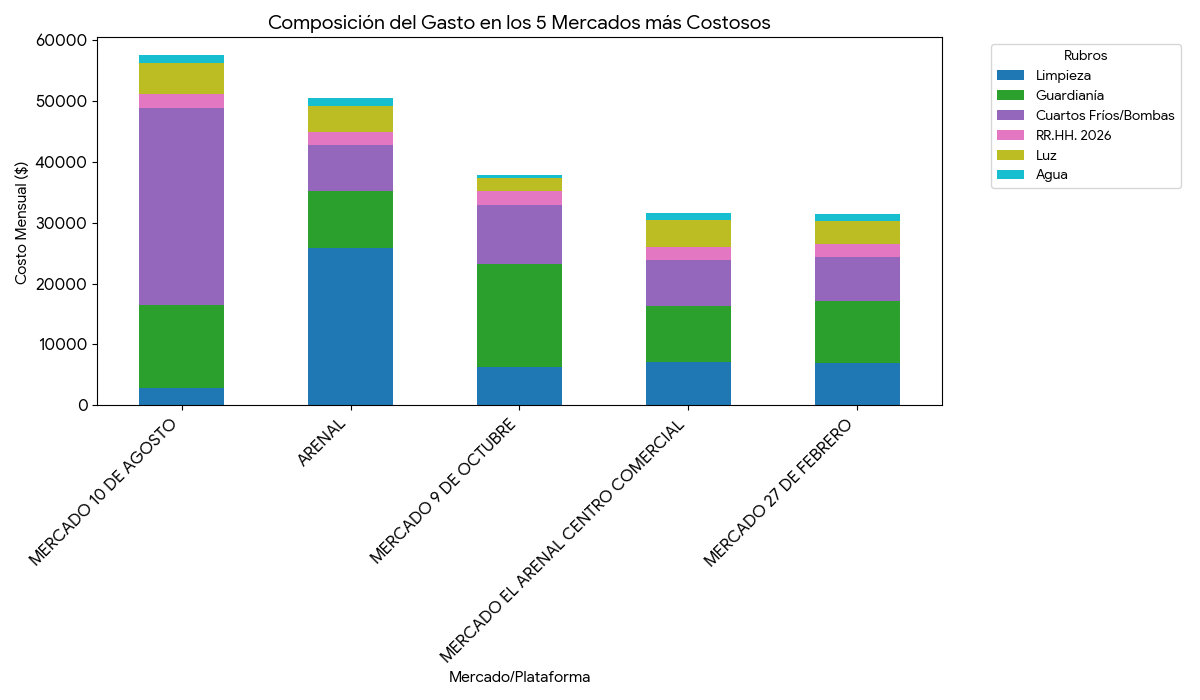 Composición del Gasto en los 5 Mercados más Costosos
60000
50000
40000
30000
20000
10000
0
Costo Mensual ($)
MERCADO 10 DE AGOSTO
ARENAL
MERCADO 9 DE OCTUBRE
MERCADO EL ARENAL CENTRO COMERCIAL
MERCADO 27 DE FEBRERO
Mercado/Plataforma
Rubros
Limpieza
Guardianía
Cuartos Fríos/Bombas
RR.HH. 2026
Luz
Agua